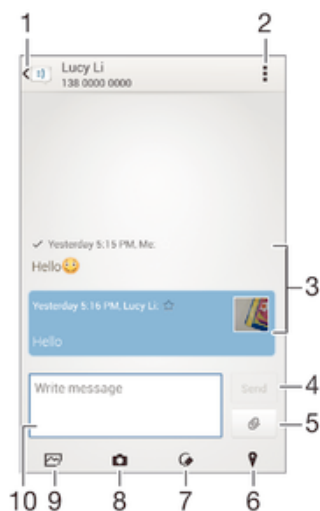 1
2
Lucy Li
138 0000 0000
✓ Yesterday 5:15 PM, Me:
Hello😳
Yesterday 5:16 PM, Lucy Li: ☆
Hello
3
Write message
Send
4
5
10
9
8
7
6